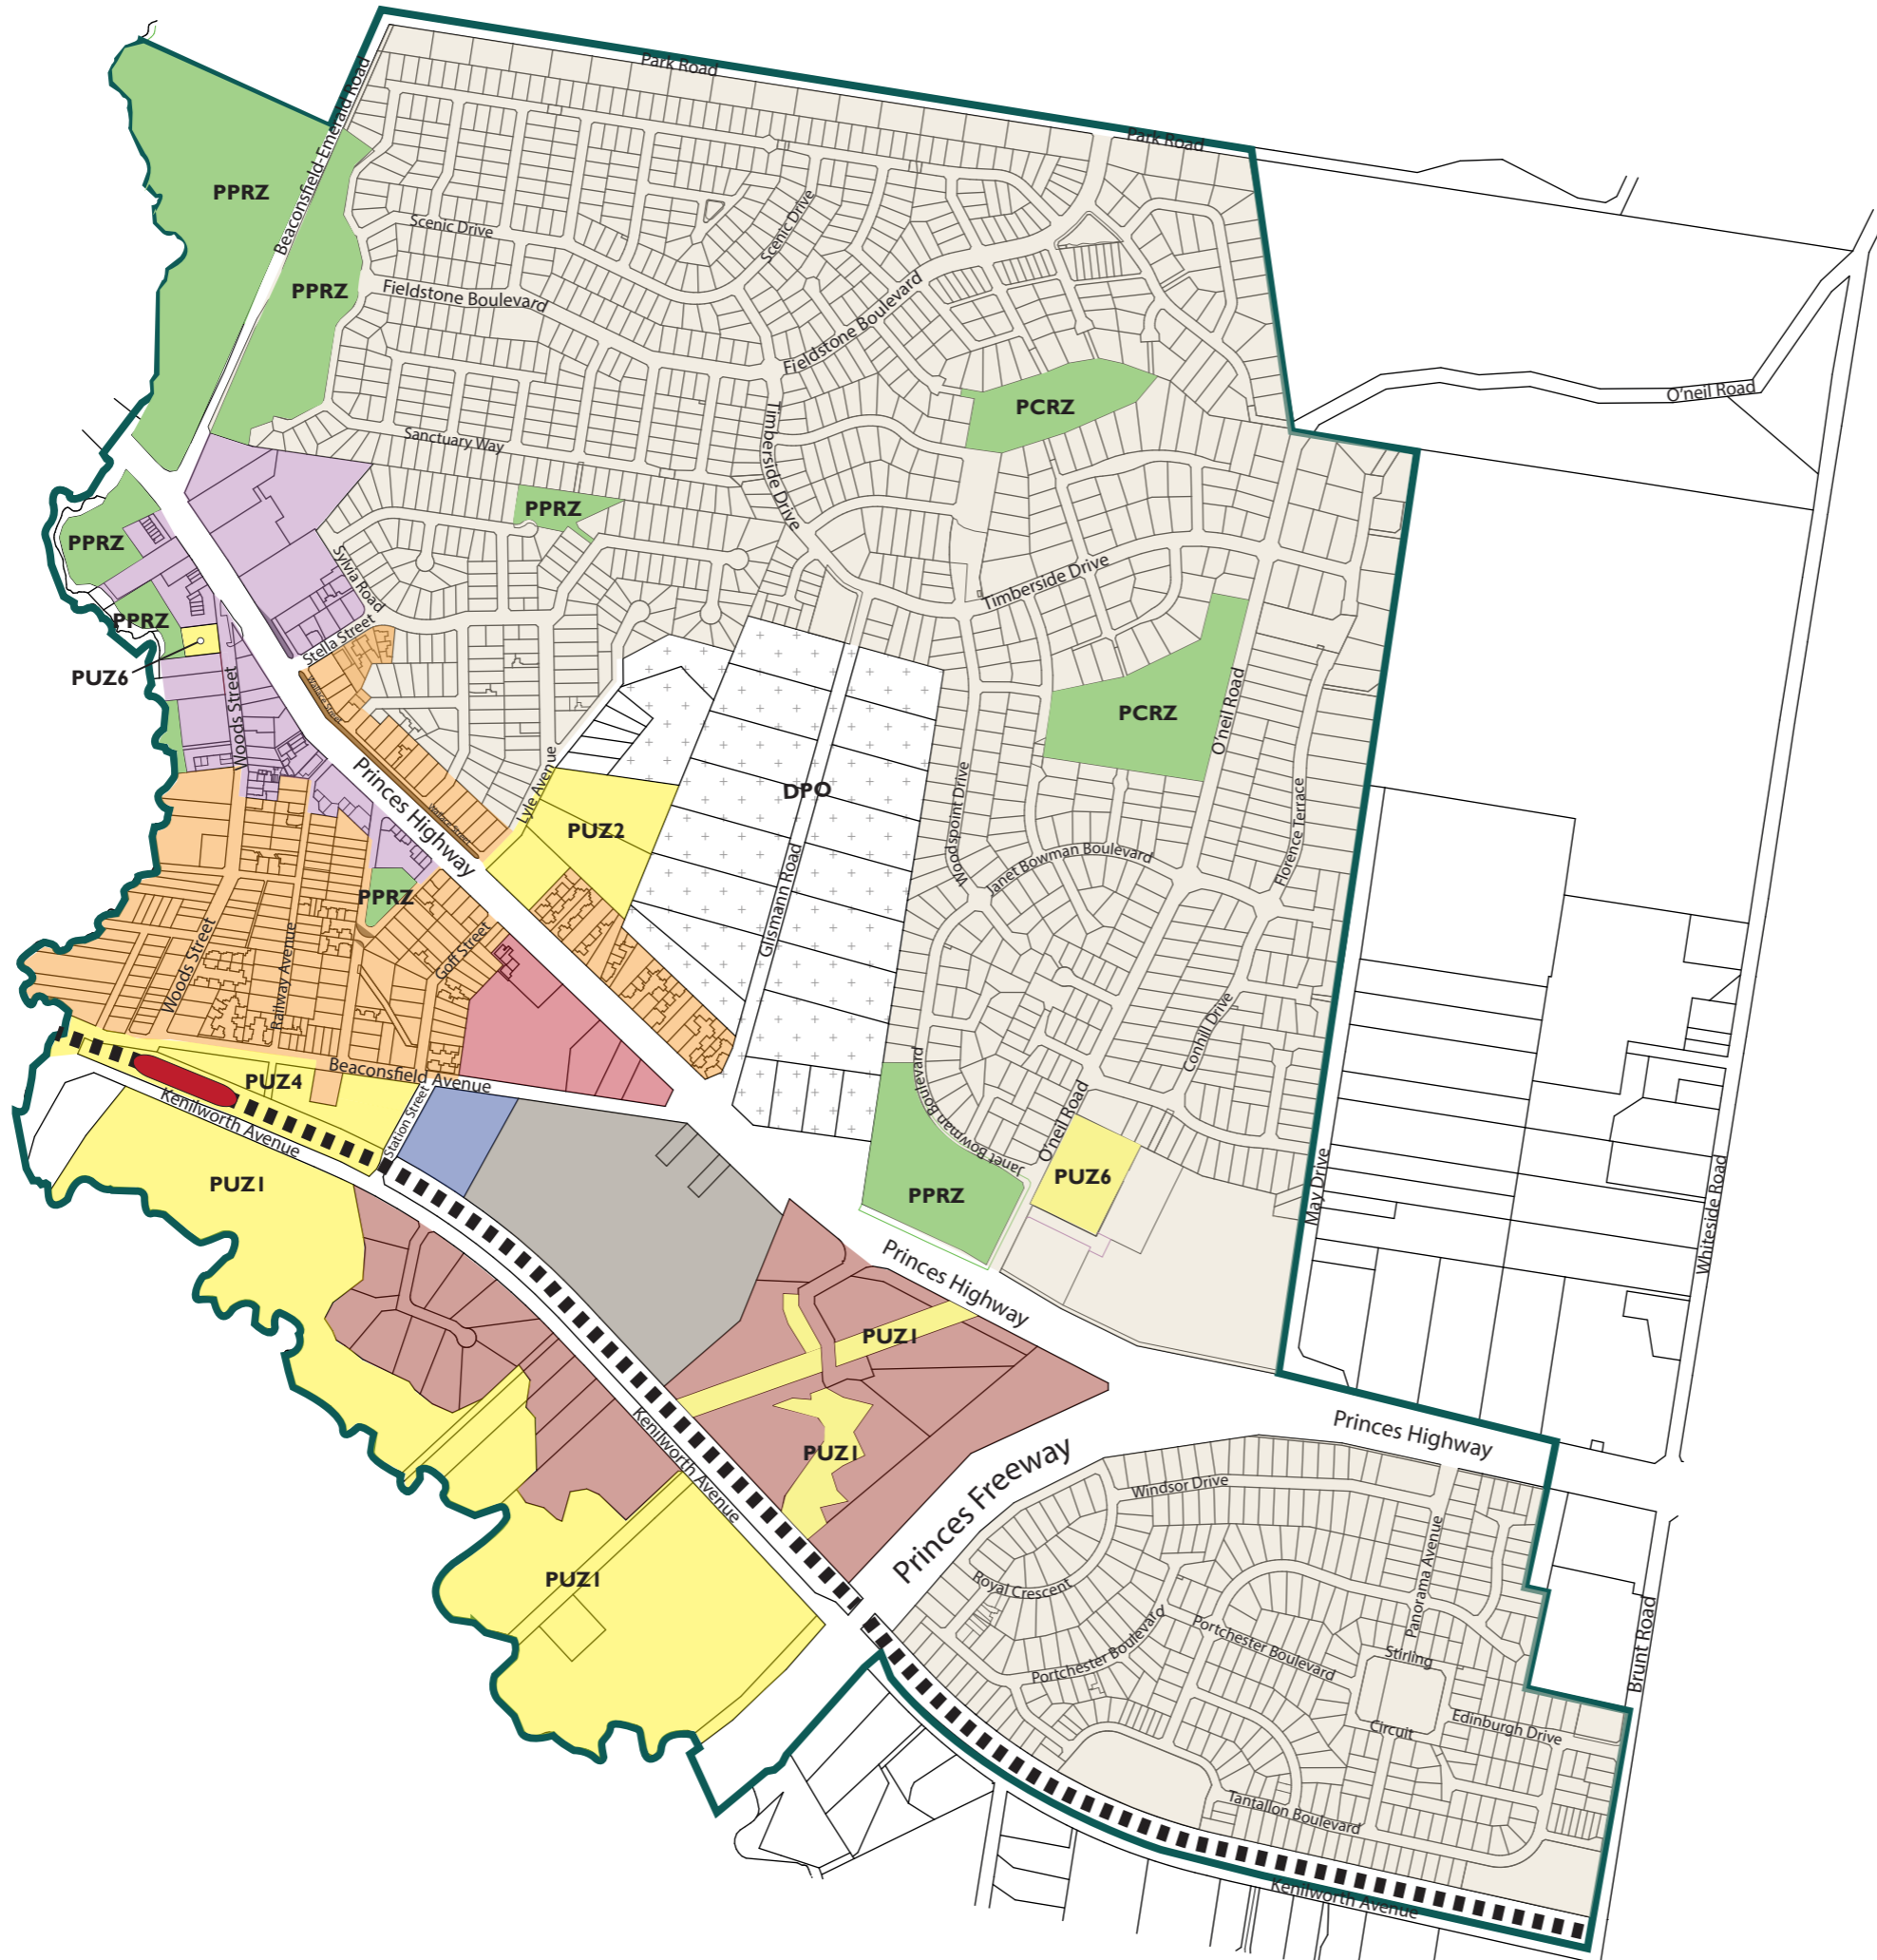 Park Road
Park Road
Beaconsfield-Emerald Road
PPRZ
Scenic Drive
Scenic Drive
PPRZ
Fieldstone Boulevard
Fieldstone Boulevard
O'neil Road
PCRZ
Timberside Drive
Sanctuary Way
PPRZ
PPRZ
Sylvia Road
Timberside Drive
PPRZ
Stella Street
PUZ6
Woods Street
Wallace Street
PCRZ
O'neil Road
Princes Highway
Lyle Avenue
DPO
Woodspoint Drive
Florence Terrace
Wallace Street
PUZ2
Janet Bowman Boulevard
PPRZ
Glismann Road
Goff Street
Woods Street
Railway Avenue
Conhill Drive
Beaconsfield Avenue
PUZ4
Kenilworth Avenue
Station Street
Janet Bowman Boulevard
O'neil Road
PUZ1
PPRZ
PUZ6
May Drive
Whiteside Road
Princes Highway
PUZ1
Kenilworth Avenue
PUZ1
Princes Highway
Princes Freeway
Windsor Drive
PUZ1
Royal Crescent
Panorama Avenue
Portchester Boulevard
Portchester Boulevard
Stirling
Circuit
Brunt Road
Edinburgh Drive
Tantallon Boulevard
Kenilworth Avenue